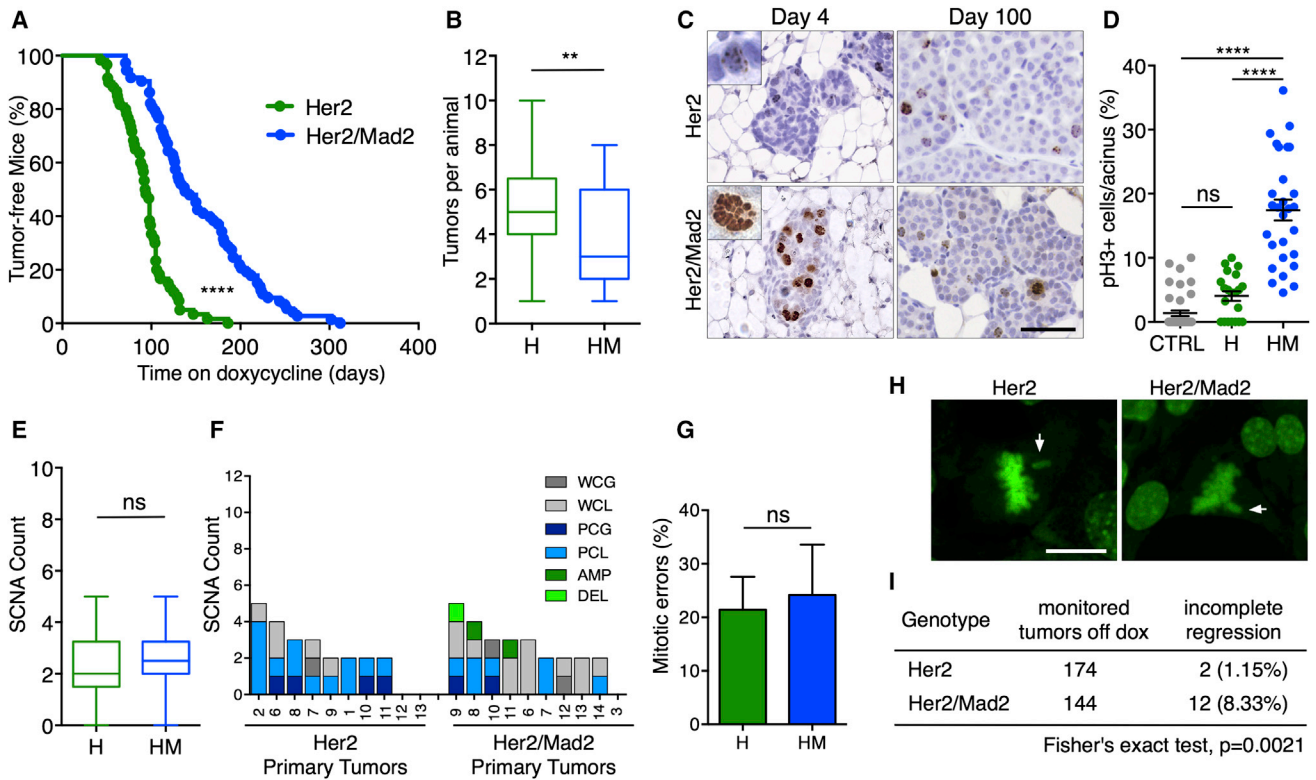 A
Tumor-free Mice (%)
100
80
60
40
20
0
Her2
Her2/Mad2
****
0 100 200 300 400
Time on doxycycline (days)
B
Tumors per animal
12
10
8
6
4
2
0
**
H HM
C
Day 4 Day 100
Her2
Her2/Mad2
D
pH3+ cells/acinus (%)
40
30
20
10
0
****
****
ns
CTRL H HM
E
SCNA Count
10
8
6
4
2
0
ns
H HM
F
SCNA Count
12
10
8
6
4
2
0
WCG
WCL
PCG
PCL
AMP
DEL
2 6 8 7 9 1 10 11 12 13
9 8 10 11 6 7 12 13 14 3
Her2
Primary Tumors
Her2/Mad2
Primary Tumors
G
Mitotic errors (%)
40
30
20
10
0
ns
H HM
H
Her2 Her2/Mad2
I
Genotype monitored tumors off dox incomplete regression
Her2 174 2 (1.15%)
Her2/Mad2 144 12 (8.33%)
Fisher's exact test, p=0.0021